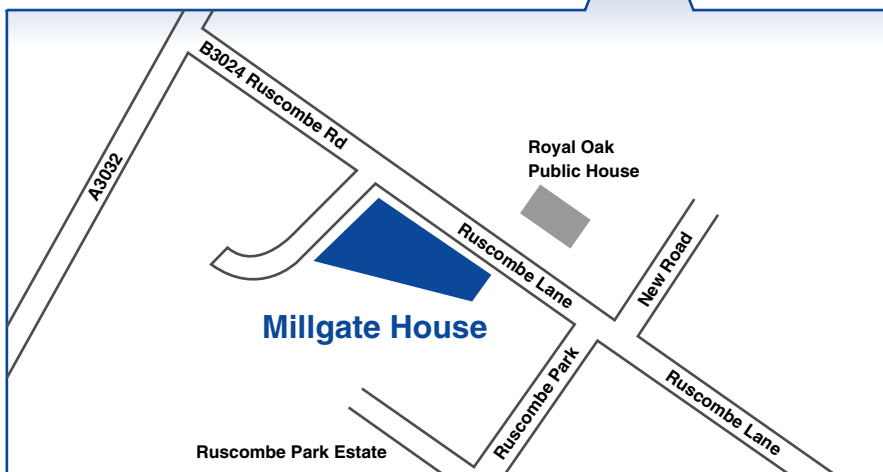 B3024 Ruscombe Rd
A3032
Royal Oak
Public House
Ruscombe Lane
New Road
Millgate House
Ruscombe Park
Ruscombe Lane
Ruscombe Park Estate